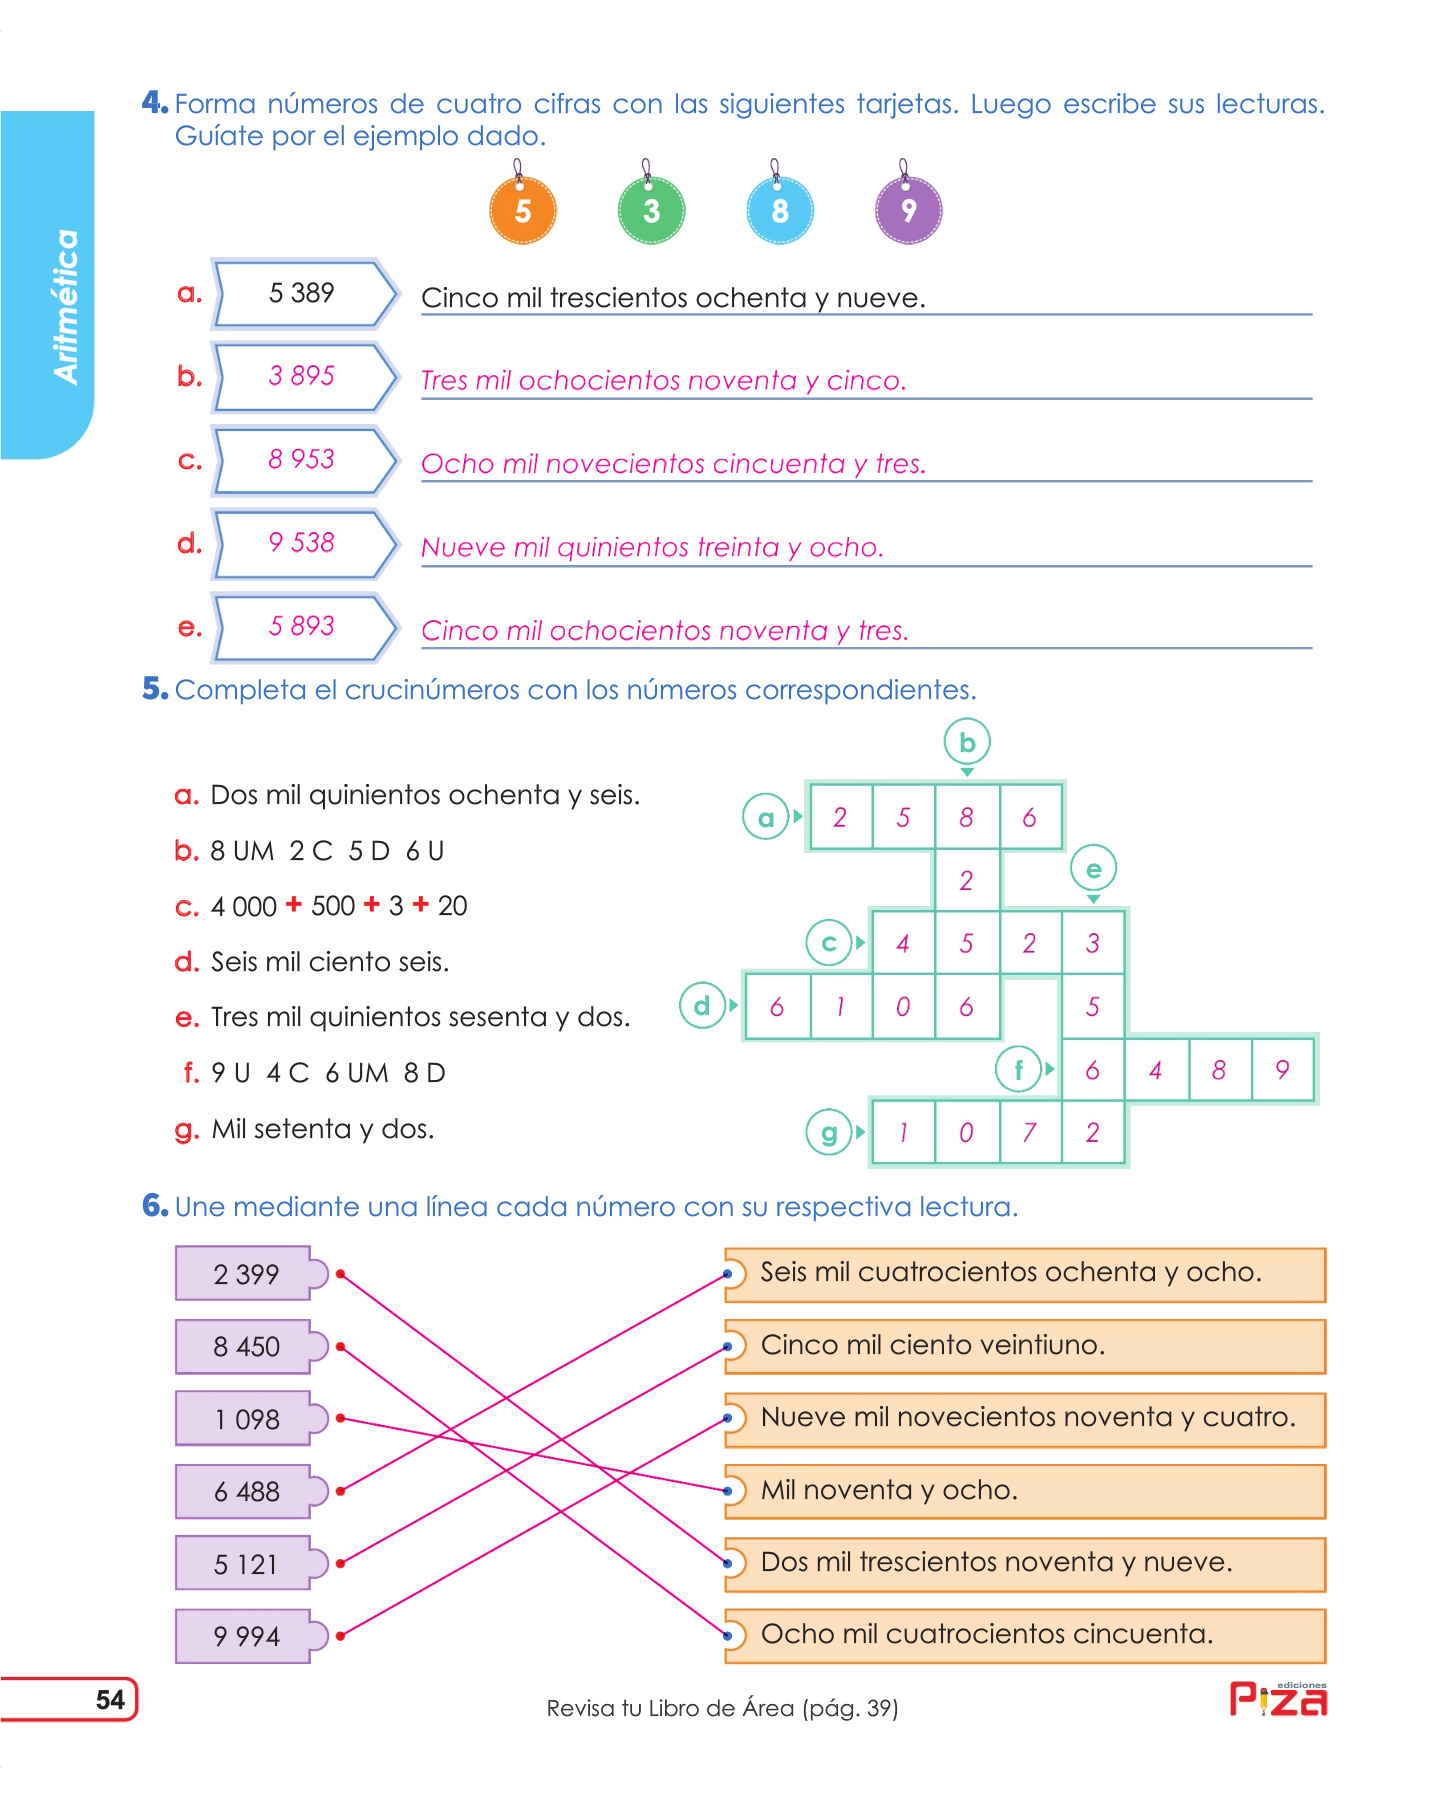 4. Forma números de cuatro cifras con las siguientes tarjetas. Luego escribe sus lecturas.
Guíate por el ejemplo dado.
5 3 8 9
Aritmética
a. 5 389 Cinco mil trescientos ochenta y nueve.
b. 3 895 Tres mil ochocientos noventa y cinco.
c. 8 953 Ocho mil novecientos cincuenta y tres.
d. 9 538 Nueve mil quinientos treinta y ocho.
e. 5 893 Cinco mil ochocientos noventa y tres.
5. Completa el crucinúmeros con los números correspondientes.
a. Dos mil quinientos ochenta y seis.
b. 8 UM 2 C 5 D 6 U
c. 4 000 + 500 + 3 + 20
d. Seis mil ciento seis.
e. Tres mil quinientos sesenta y dos.
f. 9 U 4 C 6 UM 8 D
g. Mil setenta y dos.
b
a 2 5 8 6
2 e
c 4 5 2 3
d 6 1 0 6 5
f 6 4 8 9
g 1 0 7 2
6. Une mediante una línea cada número con su respectiva lectura.
2 399 Seis mil cuatrocientos ochenta y ocho.
8 450 Cinco mil ciento veintiuno.
1 098 Nueve mil novecientos noventa y cuatro.
6 488 Mil noventa y ocho.
5 121 Dos mil trescientos noventa y nueve.
9 994 Ocho mil cuatrocientos cincuenta.
54
Revisa tu Libro de Área (pág. 39)
ediciones
Piza